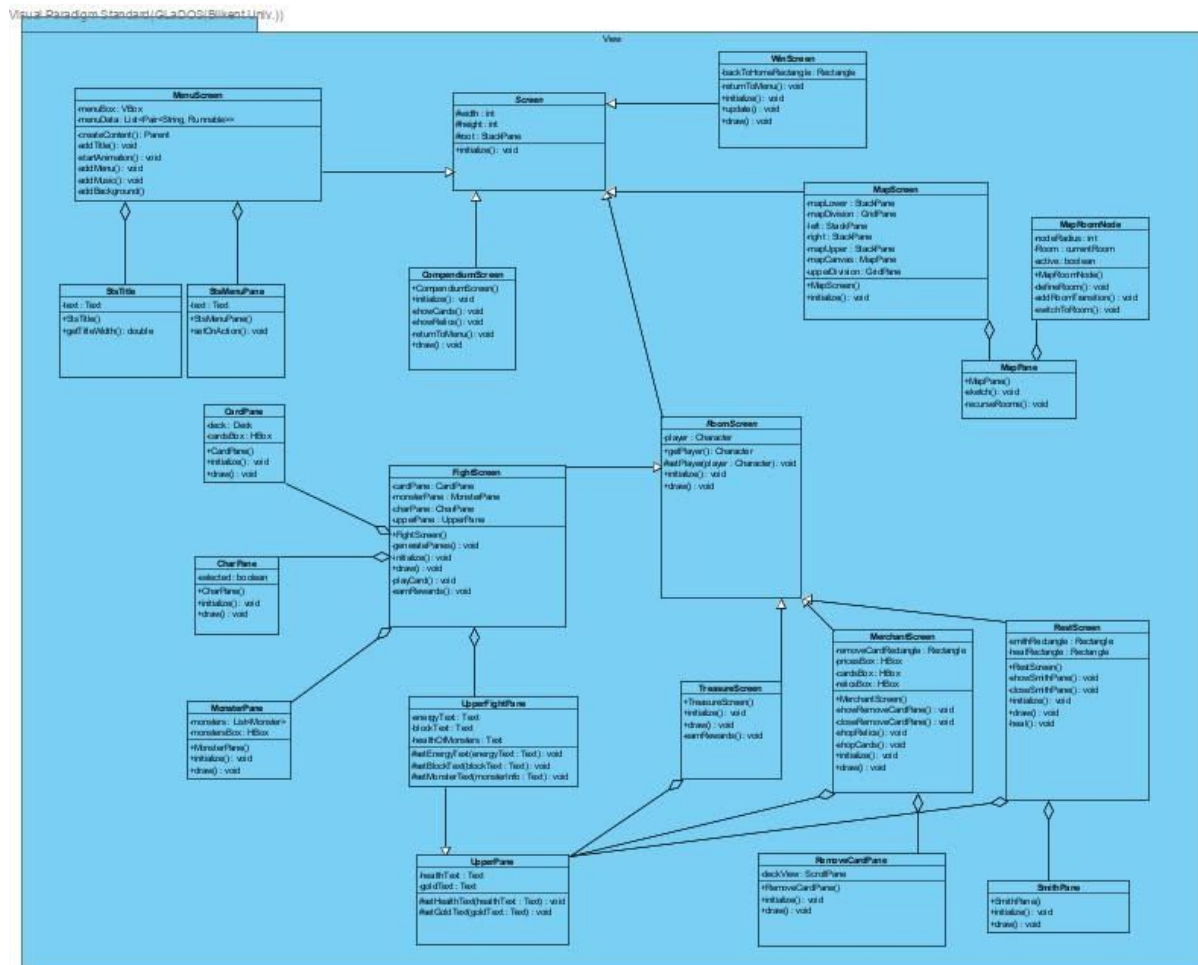 Visual Paradigm Standard(GLaDOS(Bilkent Univ.))
View
WinScreen
-backToHomeRectangle : Rectangle
-returnToMenu() : void
+initialize() : void
+update() : void
+draw() : void
MenuScreen
-menuBox : VBox
-menuData : List<Pair<String, Runnable>>
-createContent() : Parent
-addTitle() : void
-startAnimation() : void
-addMenu() : void
-addMusic() : void
-addBackground()
Screen
#width : int
#height : int
#root : StackPane
+initialize() : void
MapScreen
-mapLower : StackPane
-mapDivision : GridPane
-left : StackPane
-right : StackPane
-mapUpper : StackPane
-mapCanvas : MapPane
-upperDivision : GridPane
+MapScreen()
+initialize() : void
MapRoomNode
-nodeRadius : int
-Room : currentRoom
-active : boolean
+MapRoomNode()
-defineRoom() : void
-addRoomTransition() : void
-switchToRoom() : void
StsTitle
-text : Text
+StsTitle()
+getTitleWidth() : double
StsMenuPane
-text : Text
+StsMenuPane()
+setOnAction() : void
CompendiumScreen
+CompendiumScreen()
+initialize() : void
-showCards() : void
-showRelics() : void
-returnToMenu() : void
+draw() : void
MapPane
+MapPane()
-sketch() : void
-recurseRooms() : void
CardPane
-deck : Deck
-cardsBox : HBox
+CardPane()
+initialize() : void
+draw() : void
RoomScreen
-player : Character
+getPlayer() : Character
#setPlayer(player : Character) : void
+initialize() : void
+draw() : void
FightScreen
-cardPane : CardPane
-monsterPane : MonsterPane
-charPane : CharPane
-upperPane : UpperPane
+FightScreen()
-generatePanes() : void
-initialize() : void
+draw() : void
-playCard() : void
-earnRewards() : void
CharPane
-selected : boolean
+CharPane()
+initialize() : void
+draw() : void
MonsterPane
-monsters : List<Monster>
-monstersBox : HBox
+MonsterPane()
+initialize() : void
+draw() : void
UpperFightPane
-energyText : Text
-blockText : Text
-healthOfMonsters : Text
#setEnergyText(energyText : Text) : void
#setBlockText(blockText : Text) : void
#setMonsterText(monsterInfo : Text) : void
TreasureScreen
+TreasureScreen()
+initialize() : void
+draw() : void
-earnRewards() : void
MerchantScreen
-removeCardRectangle : Rectangle
-pricesBox : HBox
-cardsBox : HBox
-relicsBox : HBox
+MerchantScreen()
-showRemoveCardPane() : void
-closeRemoveCardPane() : void
-shopRelics() : void
-shopCards() : void
+initialize() : void
+draw() : void
RestScreen
-smithRectangle : Rectangle
-healRectangle : Rectangle
+RestScreen()
-showSmithPane() : void
-closeSmithPane() : void
+initialize() : void
+draw() : void
-heal() : void
UpperPane
-healthText : Text
-goldText : Text
#setHealthText(healthText : Text) : void
#setGoldText(goldText : Text) : void
RemoveCardPane
-deckView : ScrollPane
+RemoveCardPane()
+initialize() : void
+draw() : void
SmithPane
+SmithPane()
+initialize() : void
+draw() : void